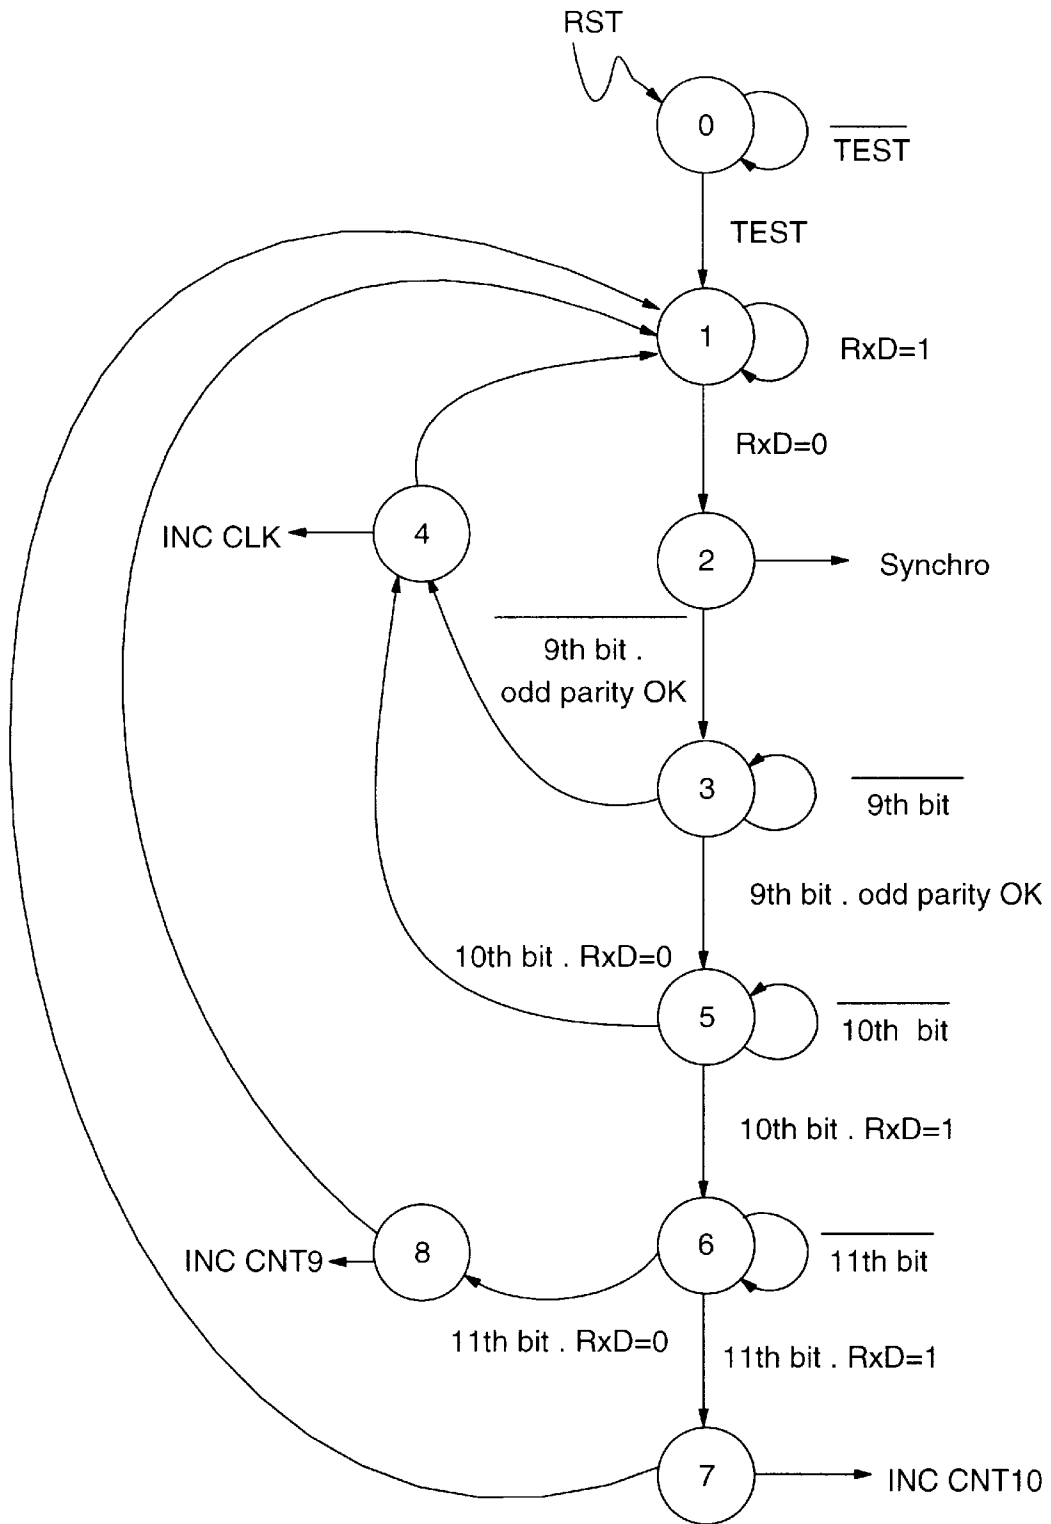 RST
0
TEST
TEST
1
RxD=1
RxD=0
INC CLK
4
2
Synchro
9th bit .
odd parity OK
3
9th bit
9th bit . odd parity OK
10th bit . RxD=0
5
10th bit
10th bit . RxD=1
6
11th bit
INC CNT9
8
11th bit . RxD=0
11th bit . RxD=1
7
INC CNT10